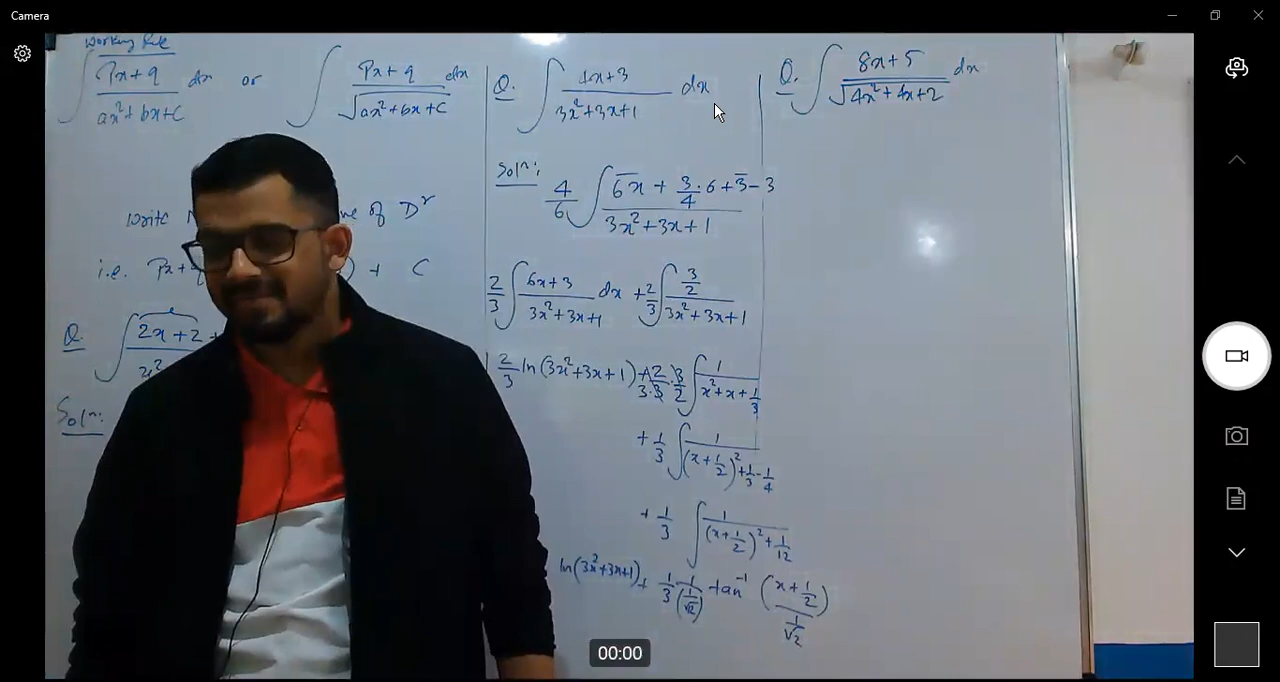 Camera
Working Rule
∫ Px+q / ax²+bx+c dx or ∫ Px+q / √ax²+bx+c dx
Write
of Dʳ
i.e. Px+q
) + C
Q. ∫ 2x+2
Solⁿ:
Q. ∫ 4x+3 / 3x²+3x+1 dx
Solⁿ: 4/6 ∫ 6x + 3/4 · 6 + 3 - 3 / 3x²+3x+1
2/3 ∫ 6x+3 / 3x²+3x+1 dx + 2/3 ∫ 3/2 / 3x²+3x+1
2/3 ln(3x²+3x+1) + 2/3·3 · 3/2 ∫ 1 / x²+x+1/3
+ 1/3 ∫ 1 / (x+1/2)² + 1/3 - 1/4
+ 1/3 ∫ 1 / (x+1/2)² + 1/12
ln(3x²+3x+1) + 1/3 1/(1/√12) tan⁻¹ (x+1/2 / 1/√12)
Q. ∫ 8x+5 / √4x²+4x+2 dx
00:00